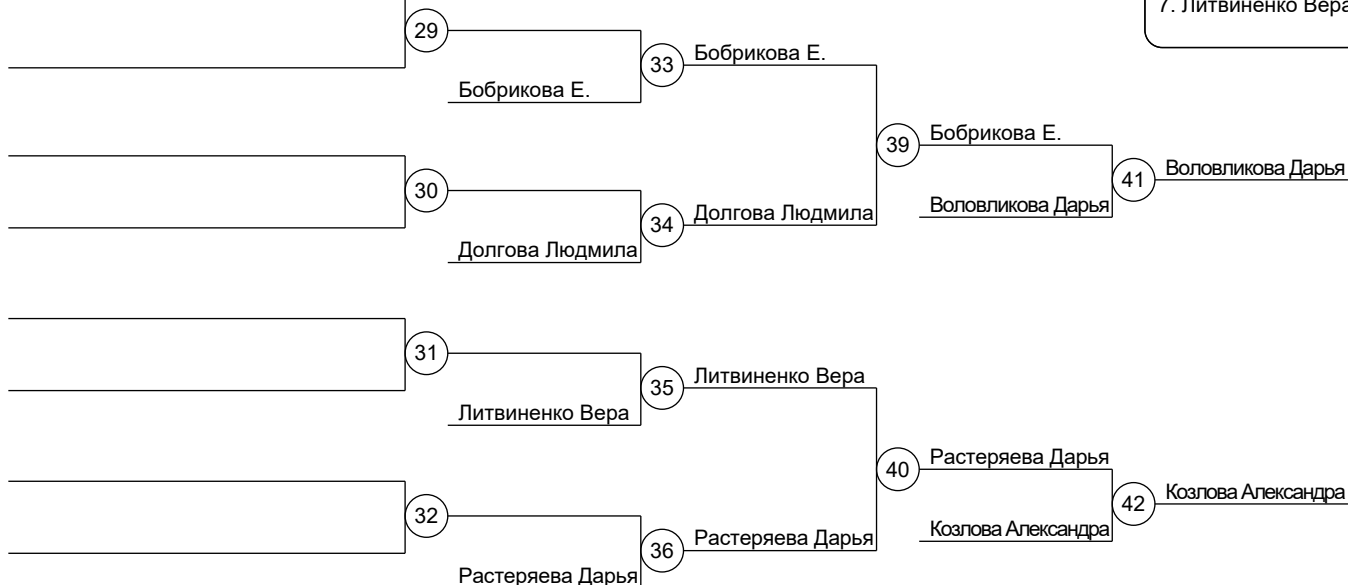 7. Литвиненко Вера
29
Бобрикова Е.
33
Бобрикова Е.
Бобрикова Е.
39
Воловликова Дарья
41
30
Воловликова Дарья
Долгова Людмила
34
Долгова Людмила
31
Литвиненко Вера
35
Литвиненко Вера
Растеряева Дарья
40
Козлова Александра
42
32
Козлова Александра
Растеряева Дарья
36
Растеряева Дарья